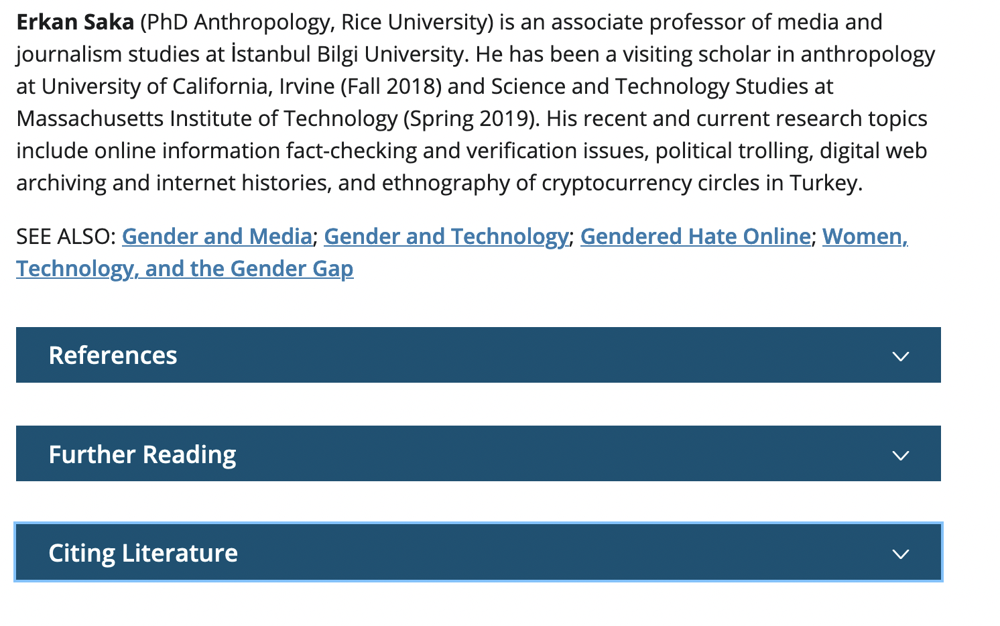 Erkan Saka (PhD Anthropology, Rice University) is an associate professor of media and
journalism studies at İstanbul Bilgi University. He has been a visiting scholar in anthropology
at University of California, Irvine (Fall 2018) and Science and Technology Studies at
Massachusetts Institute of Technology (Spring 2019). His recent and current research topics
include online information fact-checking and verification issues, political trolling, digital web
archiving and internet histories, and ethnography of cryptocurrency circles in Turkey.
SEE ALSO: Gender and Media; Gender and Technology; Gendered Hate Online; Women,
Technology, and the Gender Gap
References
Further Reading
Citing Literature